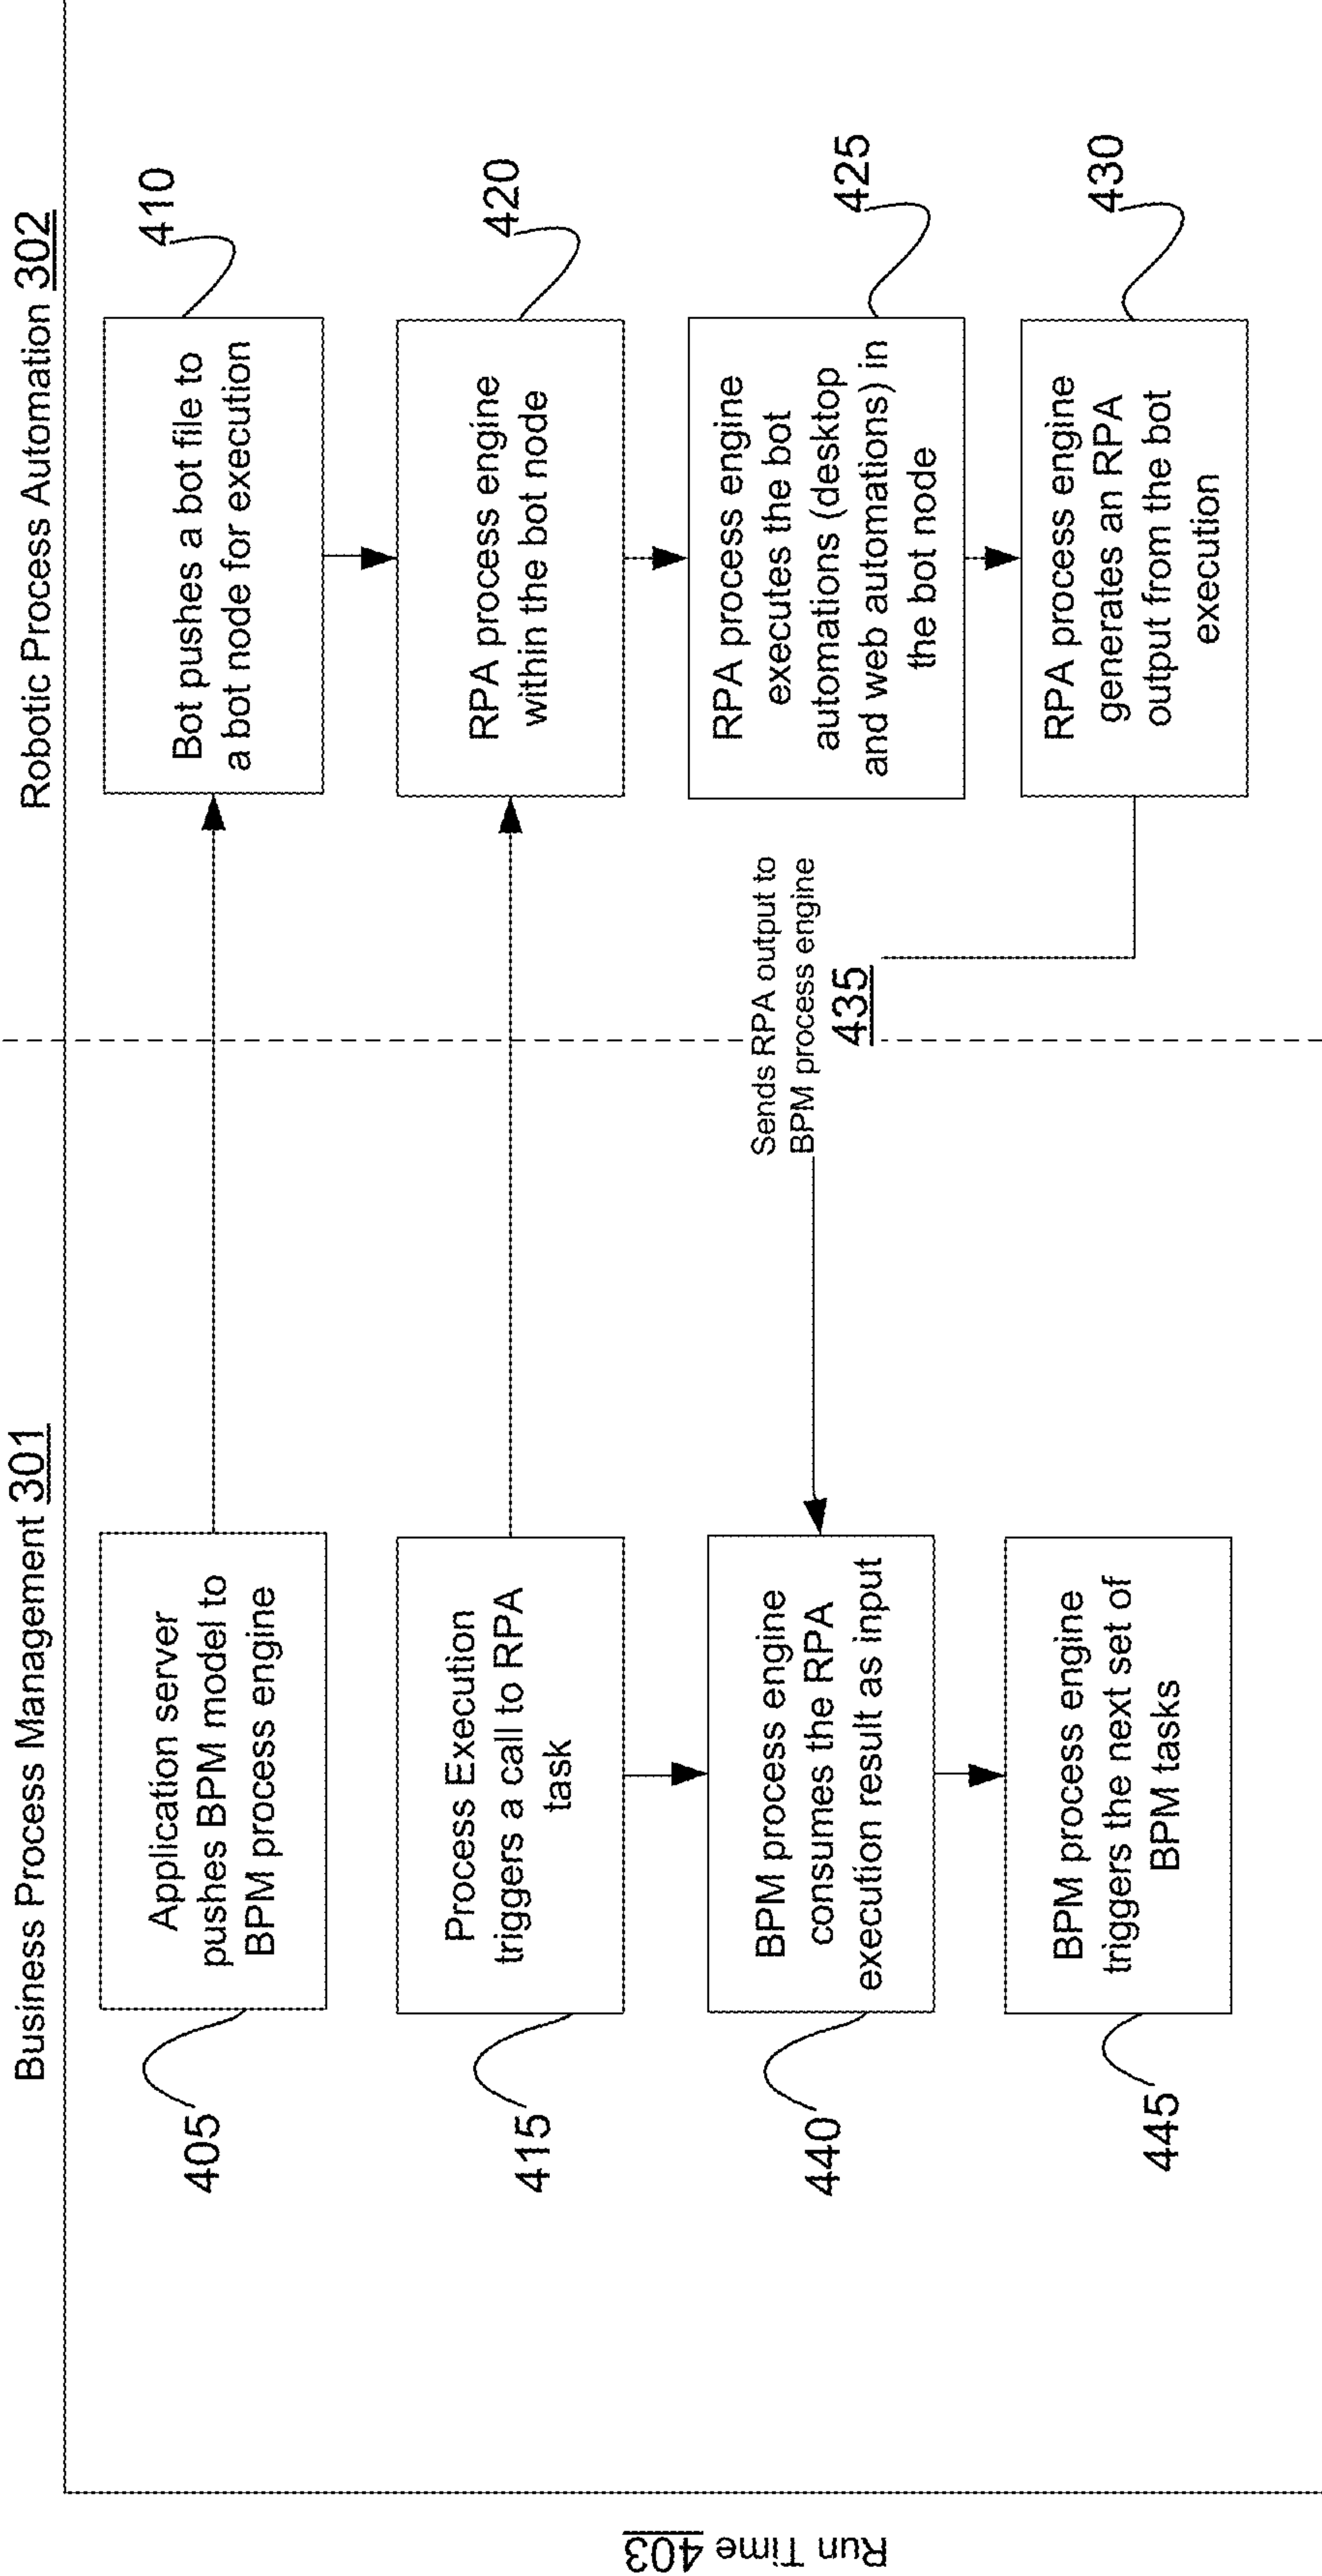 Business Process Management 301
Robotic Process Automation 302
Run Time 403
405
Application server
pushes BPM model to
BPM process engine
Bot pushes a bot file to
a bot node for execution
410
415
Process Execution
triggers a call to RPA
task
RPA process engine
within the bot node
420
440
BPM process engine
consumes the RPA
execution result as input
Sends RPA output to
BPM process engine
435
RPA process engine
executes the bot
automations (desktop
and web automations) in
the bot node
425
445
BPM process engine
triggers the next set of
BPM tasks
RPA process engine
generates an RPA
output from the bot
execution
430